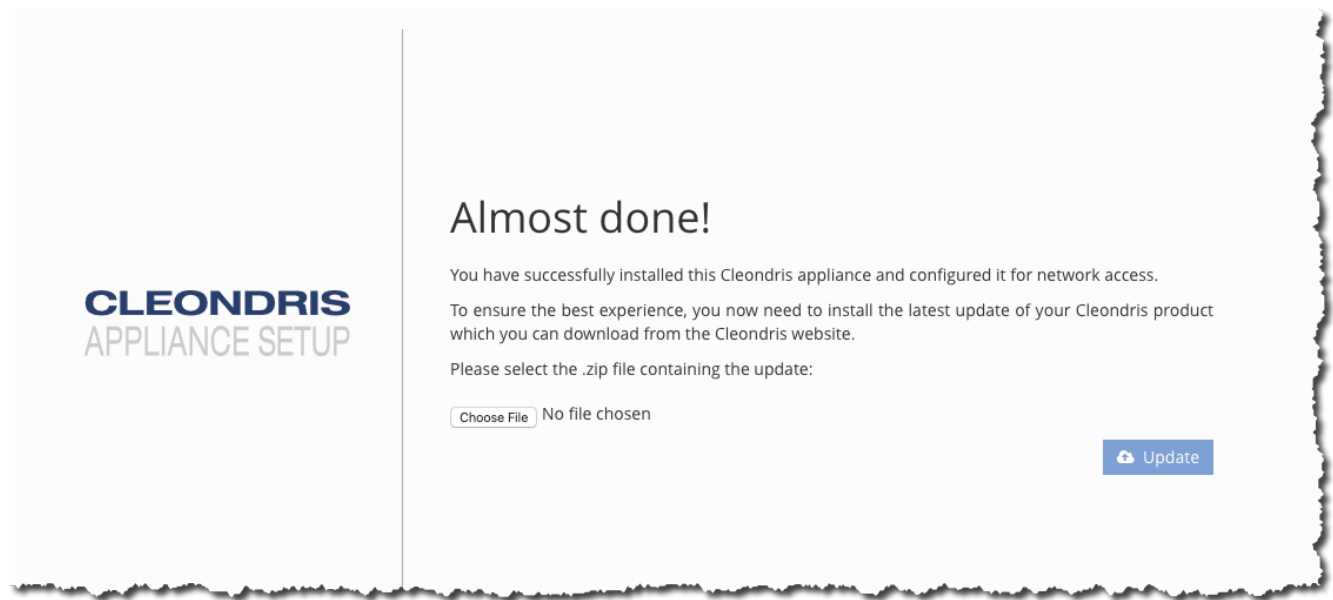 CLEONDRIS
APPLIANCE SETUP
Almost done!
You have successfully installed this Cleondris appliance and configured it for network access.
To ensure the best experience, you now need to install the latest update of your Cleondris product
which you can download from the Cleondris website.
Please select the .zip file containing the update:
Choose File No file chosen
Update